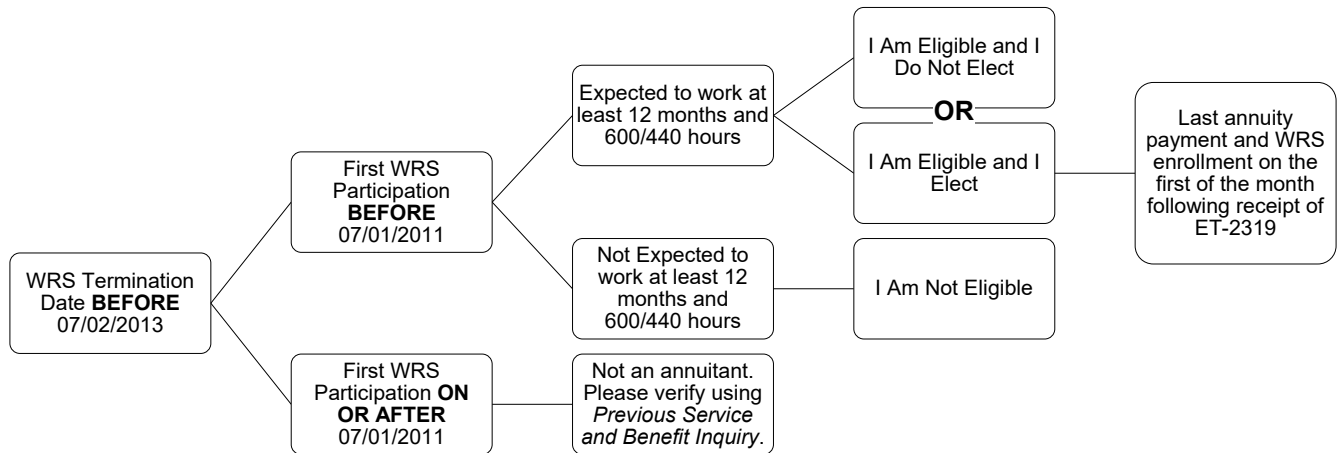 WRS Termination
Date BEFORE
07/02/2013
First WRS
Participation
BEFORE
07/01/2011
Expected to work at
least 12 months and
600/440 hours
I Am Eligible and I
Do Not Elect
OR
I Am Eligible and I
Elect
Last annuity
payment and WRS
enrollment on the
first of the month
following receipt of
ET-2319
Not Expected to
work at least 12
months and
600/440 hours
I Am Not Eligible
First WRS
Participation ON
OR AFTER
07/01/2011
Not an annuitant.
Please verify using
Previous Service
and Benefit Inquiry.